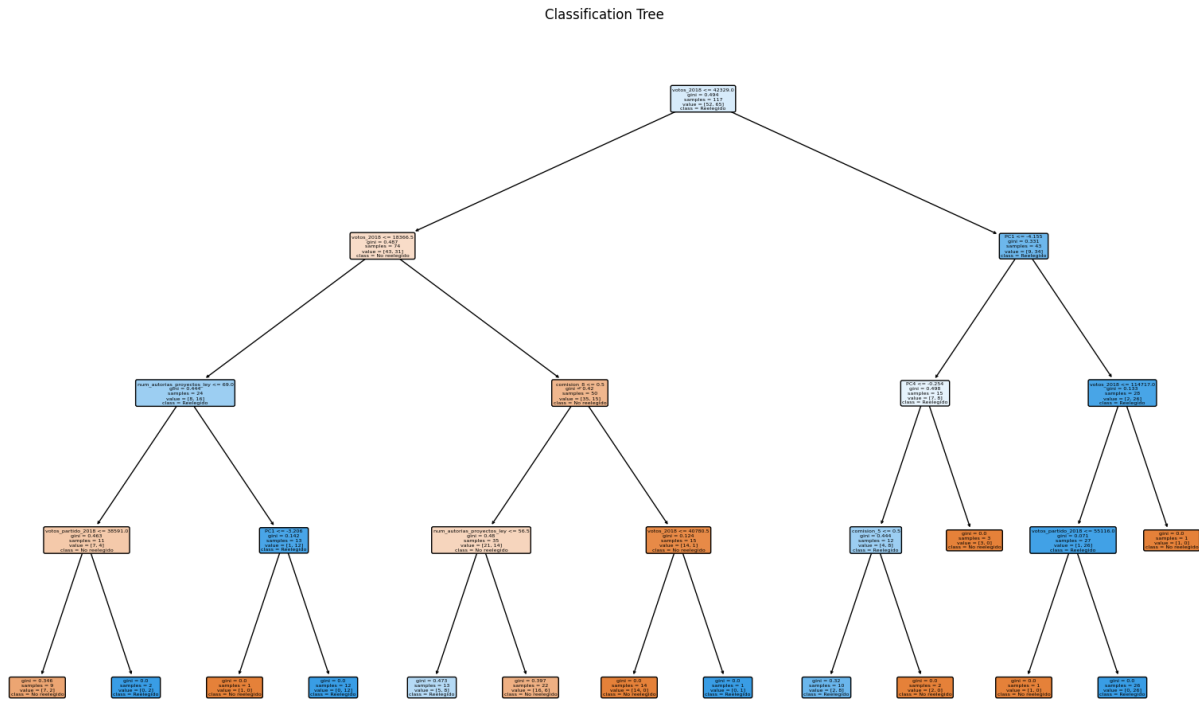 Classification Tree
votos_2018 <= 42329.0
gini = 0.494
samples = 117
value = [52, 65]
class = Reelegido
votos_2018 <= 18366.5
gini = 0.487
samples = 74
value = [43, 31]
class = No reelegido
PC1 <=
gini = 0.331
samples = 43
value = [9, 34]
class = Reelegido
num_autorias_proyectos_ley <= 69.0
gini = 0.444
samples = 24
value = [8, 16]
class = Reelegido
<= 0.5
gini = 0.42
samples = 50
value = [35, 15]
class = No reelegido
PC4 <= -0.254
gini = 0.498
samples = 15
value = [7, 8]
class = Reelegido
votos_2018 <= 114717.0
gini = 0.133
samples = 28
value = [2, 26]
class = Reelegido
votos_partido_2018 <= 38591.0
gini = 0.463
samples = 11
value = [7, 4]
class = No reelegido
PC1 <= -3.206
gini = 0.142
samples = 13
value = [1, 12]
class = Reelegido
num_autorias_proyectos_ley <= 56.5
gini = 0.48
samples = 35
value = [21, 14]
class = No reelegido
votos_2018 <= 40783.5
gini = 0.124
samples = 15
value = [14, 1]
class = No reelegido
comision_5 <= 0.5
gini = 0.444
samples = 12
value = [4, 8]
class = Reelegido
gini = 0.0
samples = 3
value = [3, 0]
class = No reelegido
votos_partido_2018 <=
gini = 0.071
samples = 27
value = [1, 26]
class = Reelegido
gini = 0.0
samples = 1
value = [1, 0]
class = No reelegido
gini = 0.346
samples = 9
value = [7, 2]
class = No reelegido
gini = 0.0
samples = 2
value = [0, 2]
class = Reelegido
gini = 0.0
samples = 1
value = [1, 0]
class = No reelegido
gini = 0.0
samples = 12
value = [0, 12]
class = Reelegido
gini = 0.473
samples = 13
value = [5, 8]
class = Reelegido
gini = 0.397
samples = 22
value = [16, 6]
class = No reelegido
gini = 0.0
samples = 14
value = [14, 0]
class = No reelegido
gini = 0.0
samples = 1
value = [0, 1]
class = Reelegido
gini = 0.32
samples = 10
value = [2, 8]
class = Reelegido
gini = 0.0
samples = 2
value = [2, 0]
class = No reelegido
gini = 0.0
samples = 1
value = [1, 0]
class = No reelegido
gini = 0.0
samples = 26
value = [0, 26]
class = Reelegido